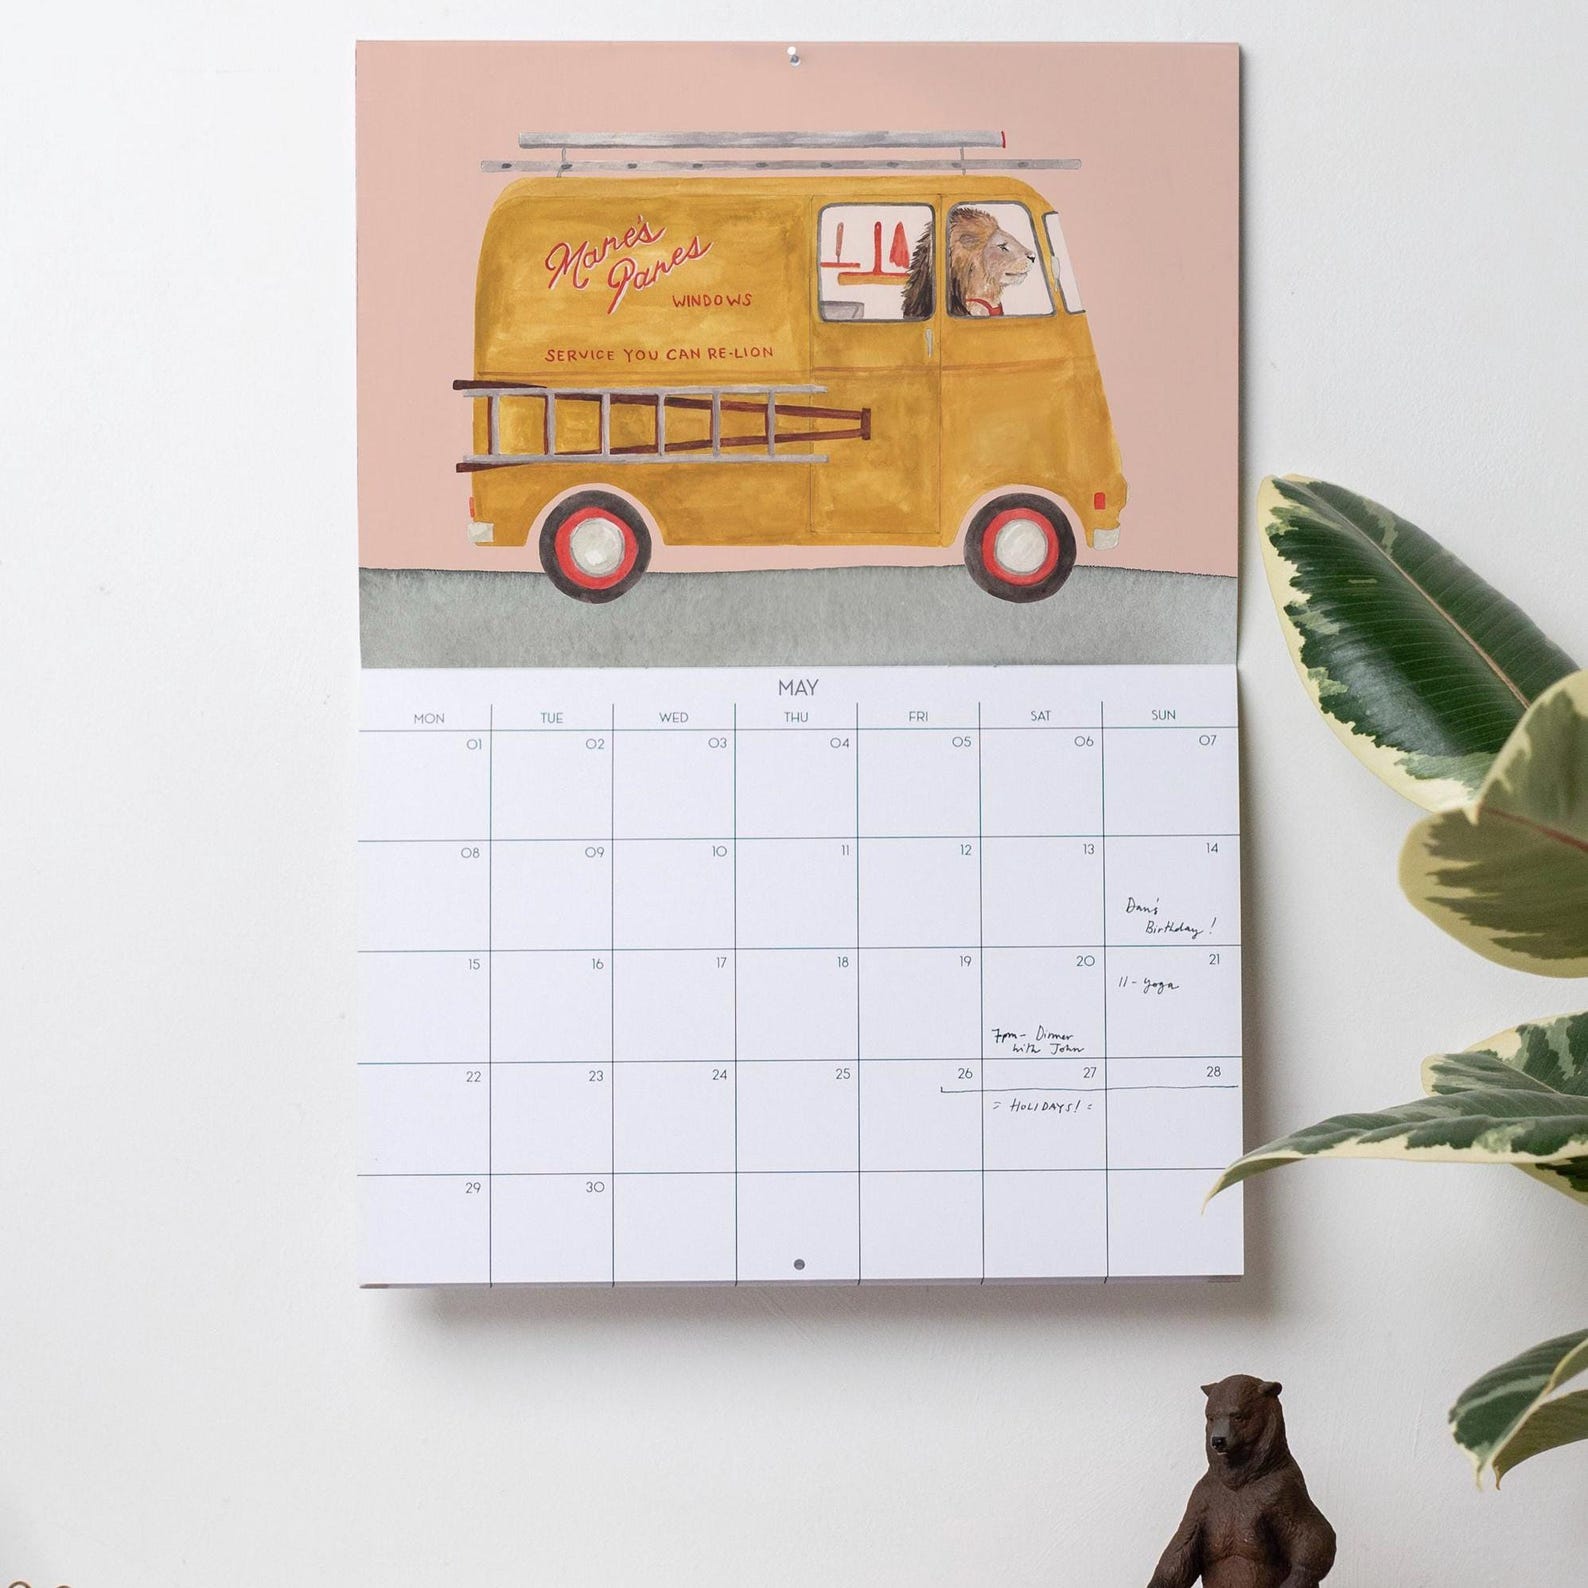 Mane's
Panes
WINDOWS
SERVICE YOU CAN RE-LION
MAY
MON TUE WED THU FRI SAT SUN
01 02 03 04 05 06 07
08 09 10 11 12 13 14
Dan's
Birthday!
15 16 17 18 19 20 21
11 - yoga
7pm - Dinner
with John
22 23 24 25 26 27 28
= HOLIDAYS! =
29 30